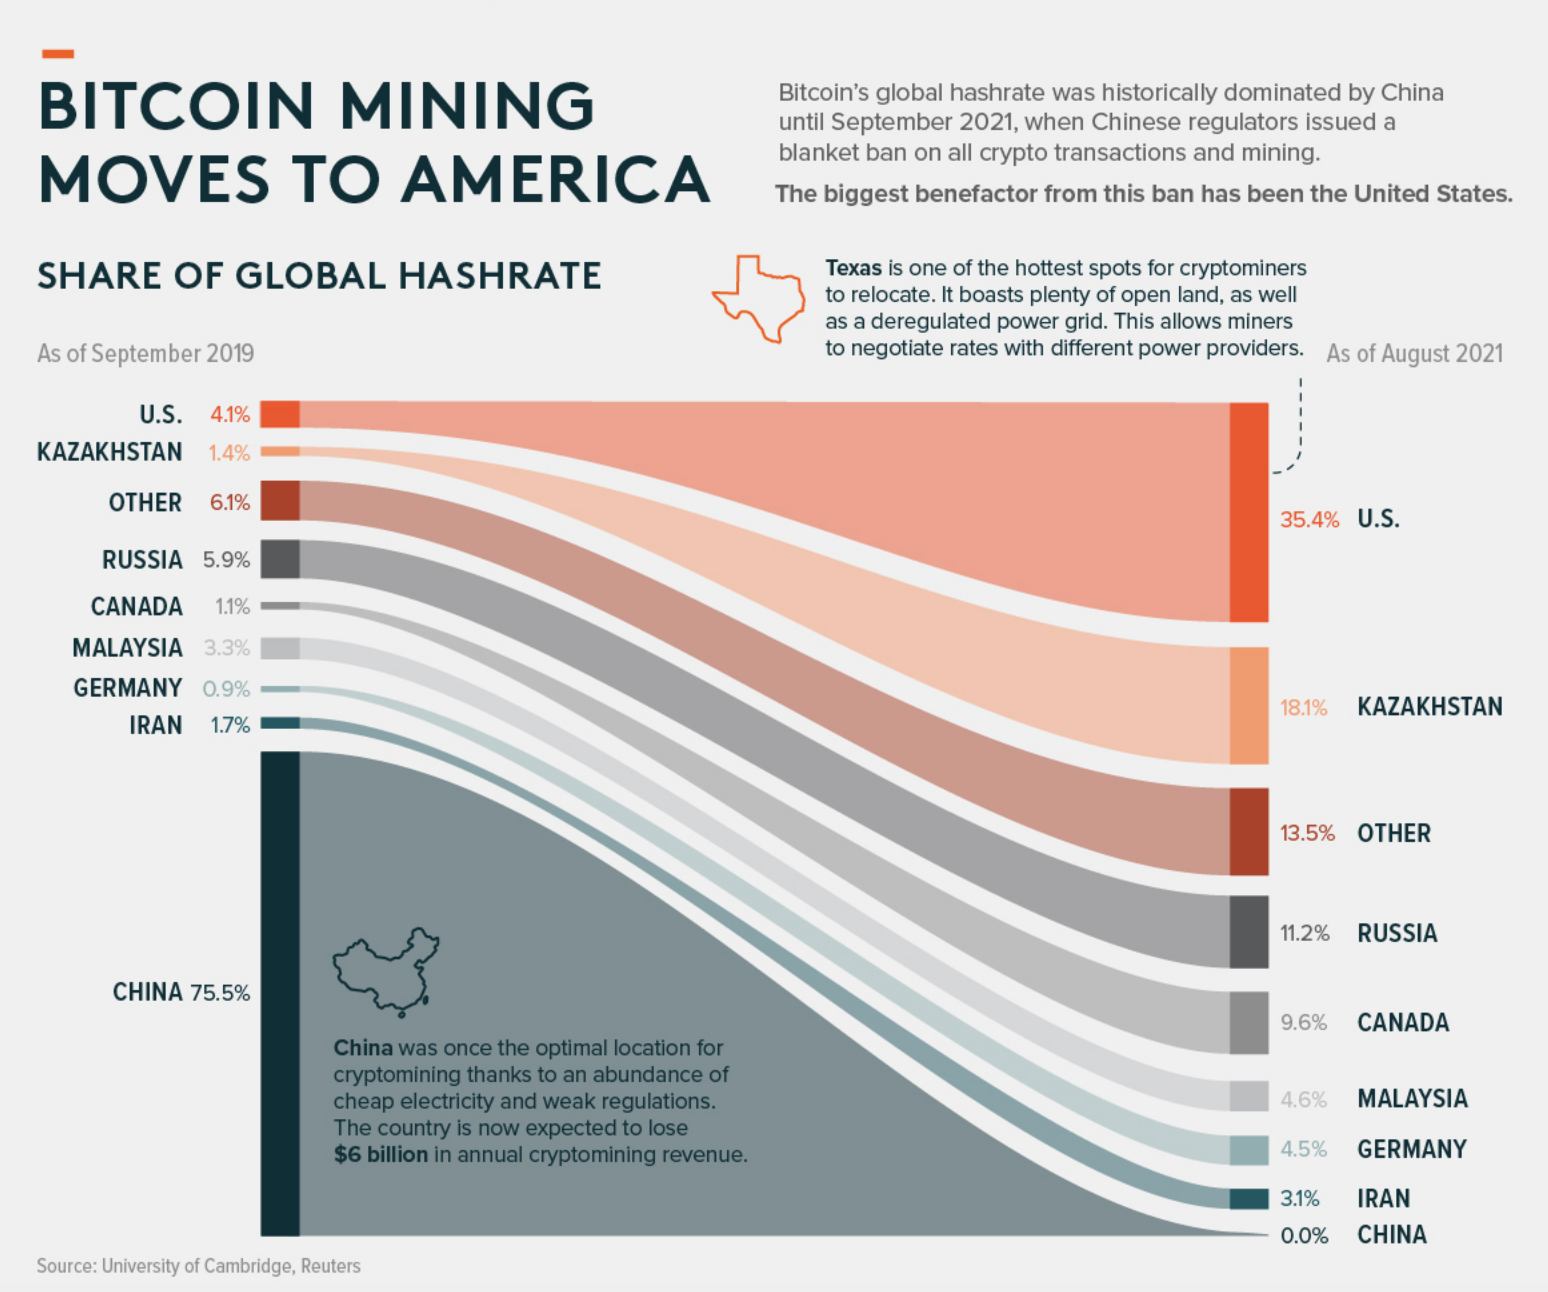 BITCOIN MINING
MOVES TO AMERICA
Bitcoin's global hashrate was historically dominated by China
until September 2021, when Chinese regulators issued a
blanket ban on all crypto transactions and mining.
The biggest benefactor from this ban has been the United States.
SHARE OF GLOBAL HASHRATE
Texas is one of the hottest spots for cryptominers
to relocate. It boasts plenty of open land, as well
as a deregulated power grid. This allows miners
to negotiate rates with different power providers.
As of September 2019
As of August 2021
U.S. 4.1%
KAZAKHSTAN 1.4%
OTHER 6.1%
RUSSIA 5.9%
CANADA 1.1%
MALAYSIA 3.3%
GERMANY 0.9%
IRAN 1.7%
CHINA 75.5%
China was once the optimal location for
cryptomining thanks to an abundance of
cheap electricity and weak regulations.
The country is now expected to lose
$6 billion in annual cryptomining revenue.
35.4% U.S.
18.1% KAZAKHSTAN
13.5% OTHER
11.2% RUSSIA
9.6% CANADA
4.6% MALAYSIA
4.5% GERMANY
3.1% IRAN
0.0% CHINA
Source: University of Cambridge, Reuters